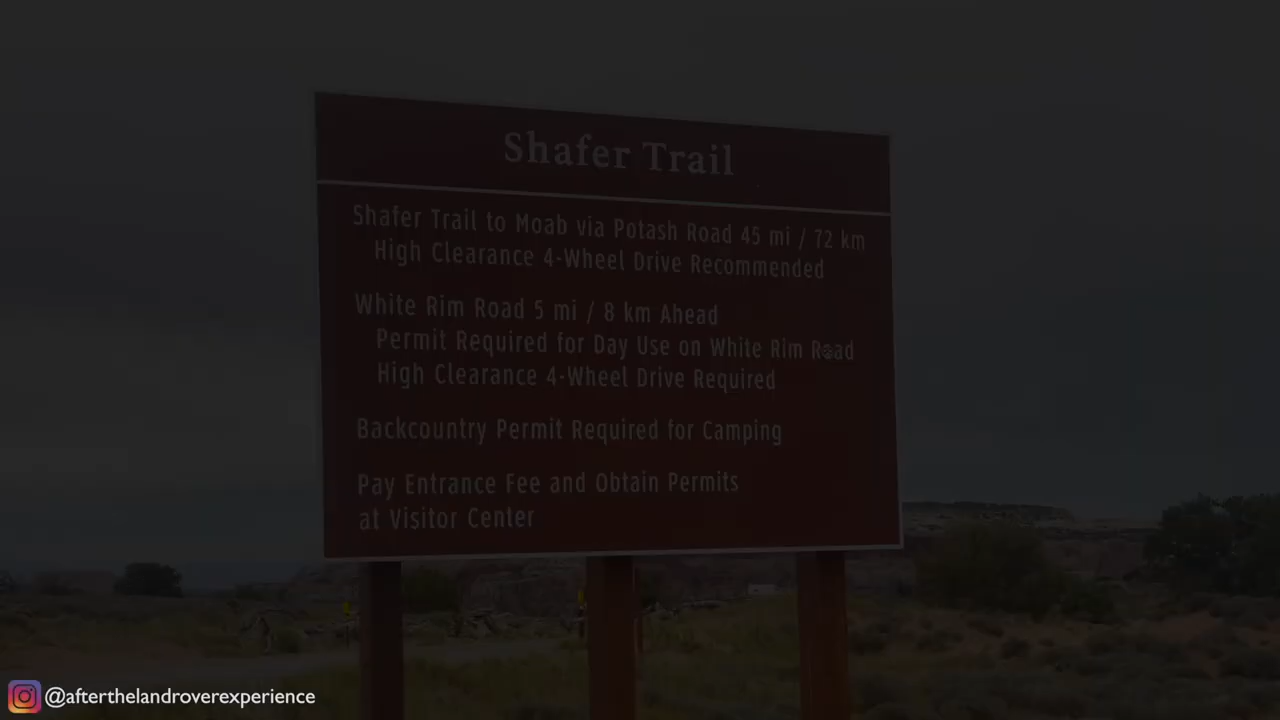 Shafer Trail
Shafer Trail to Moab via Potash Road 45 mi / 72 km
High Clearance 4-Wheel Drive Recommended
White Rim Road 5 mi / 8 km Ahead
Permit Required for Day Use on White Rim Road
High Clearance 4-Wheel Drive Required
Backcountry Permit Required for Camping
Pay Entrance Fee and Obtain Permits
at Visitor Center
@afterthelandroverexperience